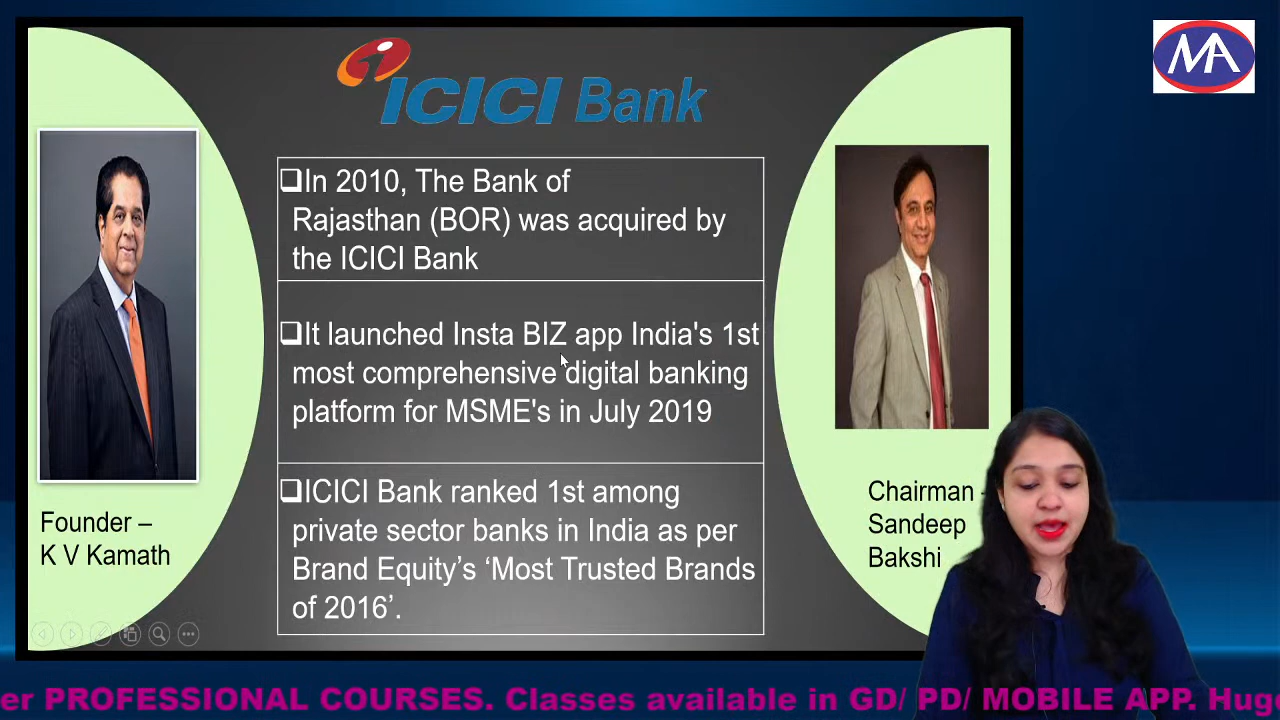 MA
ICICI Bank
❑In 2010, The Bank of
Rajasthan (BOR) was acquired by
the ICICI Bank
❑It launched Insta BIZ app India's 1st
most comprehensive digital banking
platform for MSME's in July 2019
❑ICICI Bank ranked 1st among
private sector banks in India as per
Brand Equity’s ‘Most Trusted Brands
of 2016’.
Founder –
K V Kamath
Chairman -
Sandeep
Bakshi
er PROFESSIONAL COURSES. Classes available in GD/ PD/ MOBILE APP. Huge